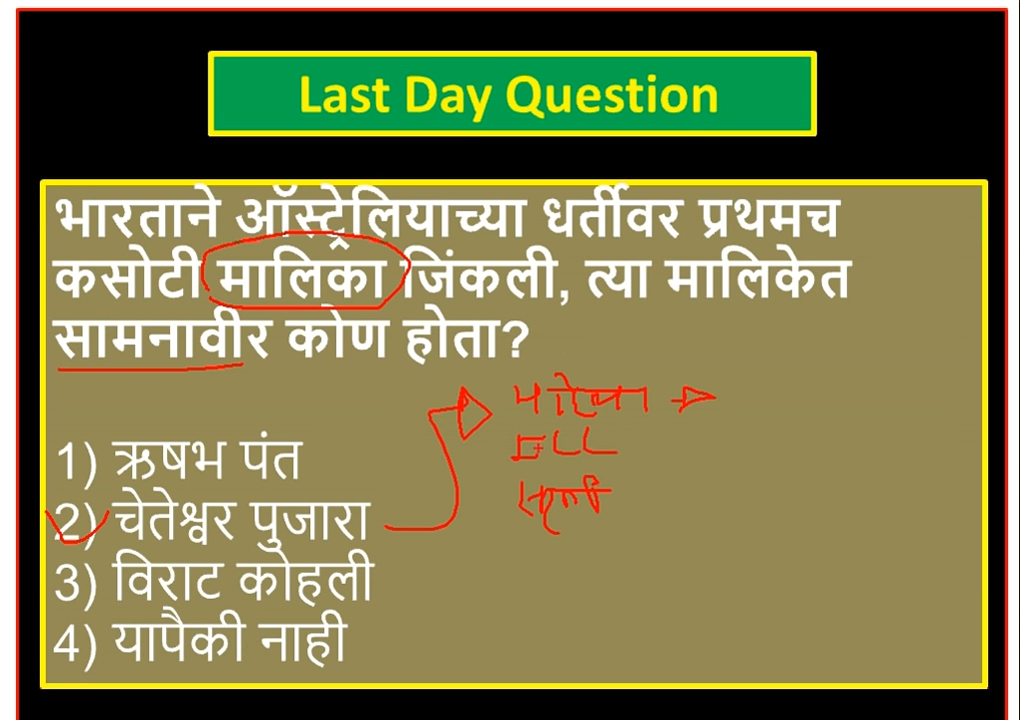 Last Day Question
भारताने ऑस्ट्रेलियाच्या धर्तीवर प्रथमच
कसोटी मालिका जिंकली, त्या मालिकेत
सामनावीर कोण होता?
1) ऋषभ पंत
2) चेतेश्वर पुजारा
3) विराट कोहली
4) यापैकी नाही